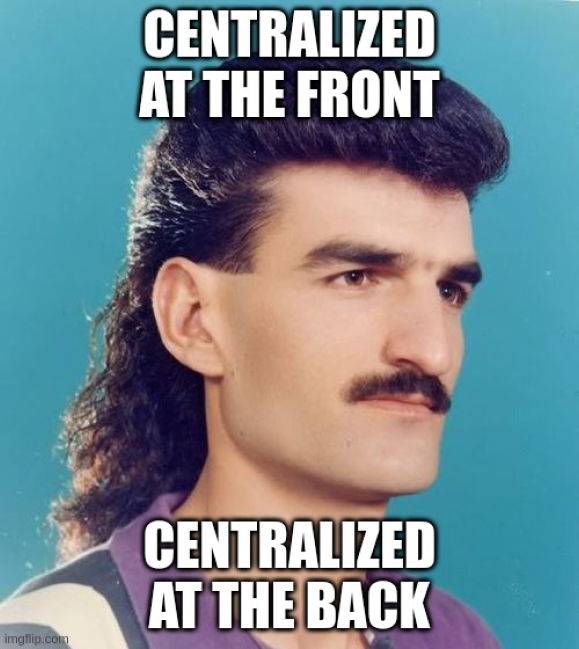 CENTRALIZED
AT THE FRONT
CENTRALIZED
AT THE BACK
imgflip.com